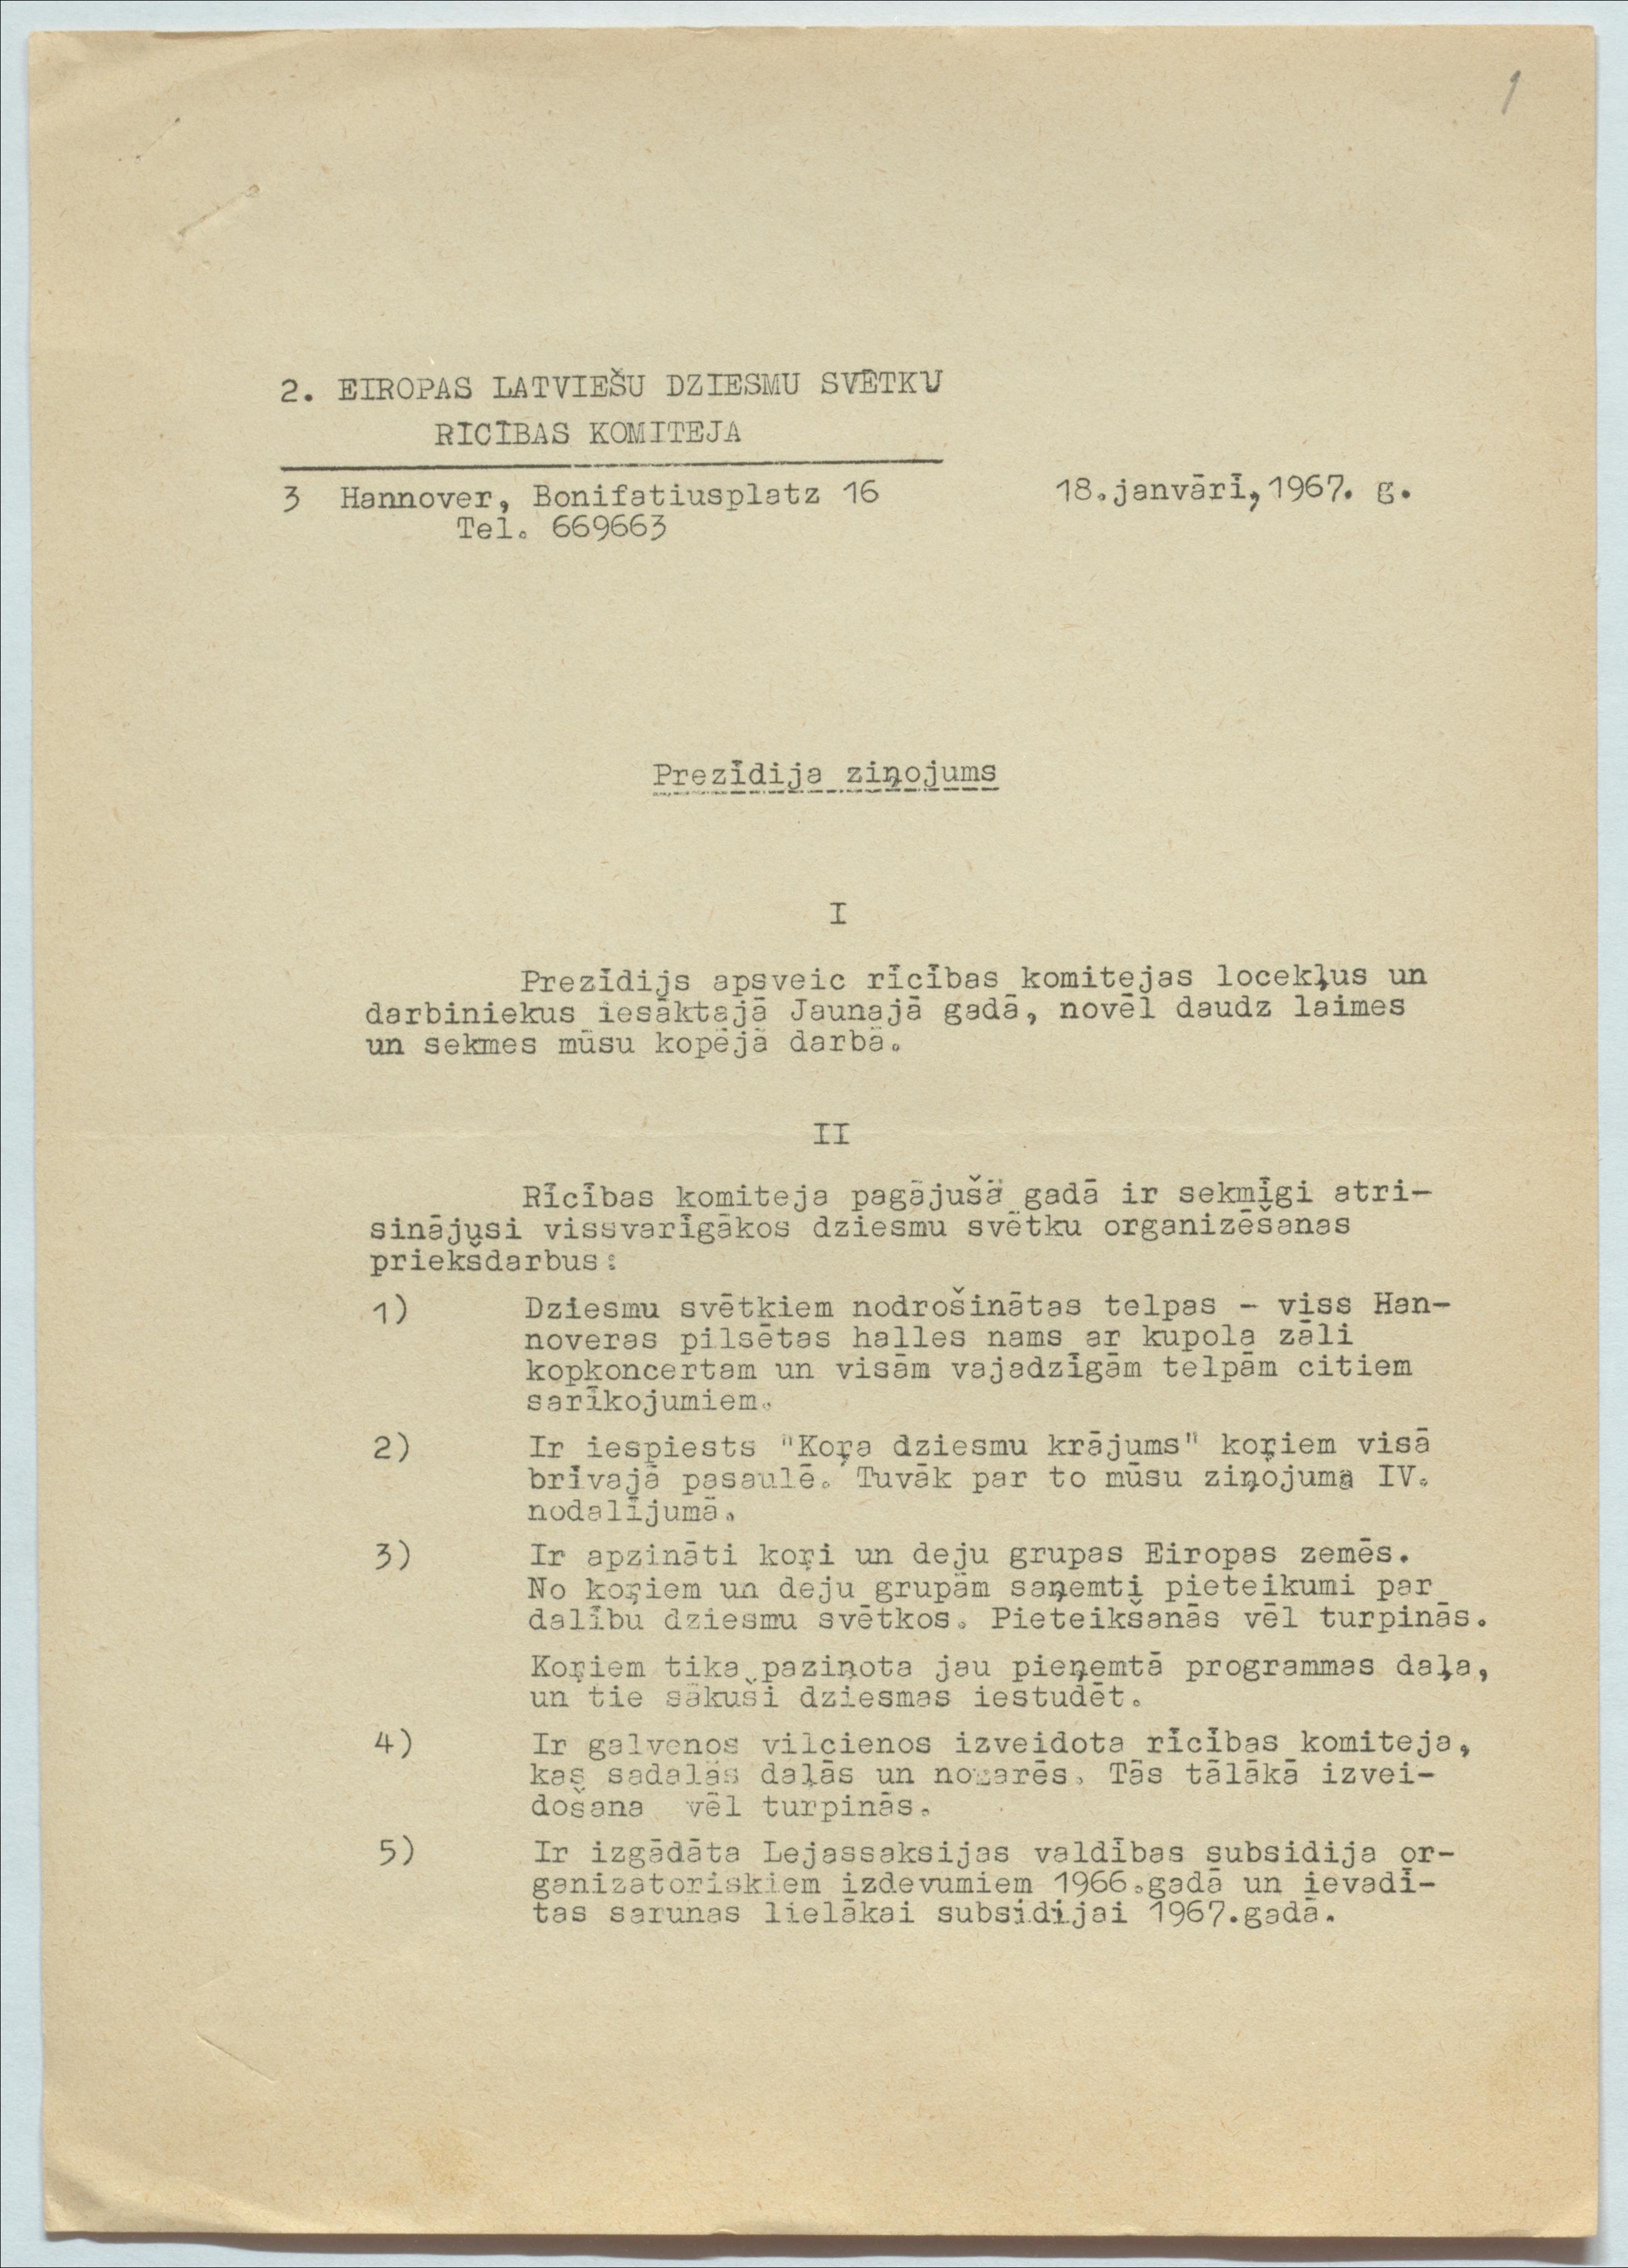 1
2. EIROPAS LATVIEŠU DZIESMU SVĒTKU
RĪCĪBAS KOMITEJA
3 Hannover, Bonifatiusplatz 16
18.janvārī, 1967. g.
Tel. 669663
Prezīdija ziņojums
I
Prezīdijs apsveic rīcības komitejas locekļus un
darbiniekus iesāktajā Jaunajā gadā, novēl daudz laimes
un sekmes mūsu kopējā darbā.
II
Rīcības komiteja pagājušā gadā ir sekmīgi atri-
sinājusi vissvarīgākos dziesmu svētku organizēšanas
priekšdarbus:
1) Dziesmu svētkiem nodrošinātas telpas - viss Han-
noveras pilsētas halles nams ar kupola zāli
kopkoncertam un visām vajadzīgām telpām citiem
sarīkojumiem.
2) Ir iespiests "Koŗa dziesmu krājums" koŗiem visā
brīvajā pasaulē. Tuvāk par to mūsu ziņojuma IV.
nodalījumā.
3) Ir apzināti koŗi un deju grupas Eiropas zemēs.
No koŗiem un deju grupām saņemti pieteikumi par
dalību dziesmu svētkos. Pieteikšanās vēl turpinās.
Koŗiem tika paziņota jau pieņemtā programmas daļa,
un tie sākuši dziesmas iestudēt.
4) Ir galvenos vilcienos izveidota rīcības komiteja,
kas sadalās daļās un nozarēs. Tās tālākā izvei-
došana vēl turpinās.
5) Ir izgādāta Lejassaksijas valdības subsidija or-
ganizatoriskiem izdevumiem 1966.gadā un ievadī-
tas sarunas lielākai subsidijai 1967.gadā.